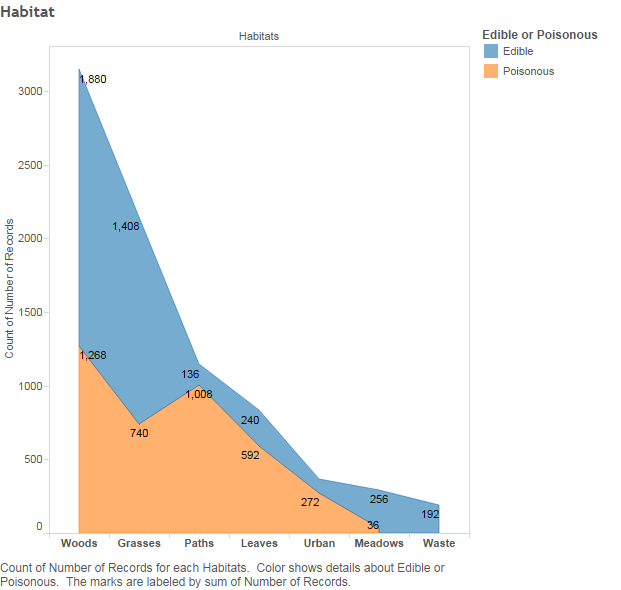 Habitat
Habitats
Edible or Poisonous
Edible
Poisonous
Count of Number of Records
3000
2500
2000
1500
1000
500
0
1,880
1,408
1,268
136
1,008
740
240
592
272
256
36
192
Woods Grasses Paths Leaves Urban Meadows Waste
Count of Number of Records for each Habitats. Color shows details about Edible or
Poisonous. The marks are labeled by sum of Number of Records.